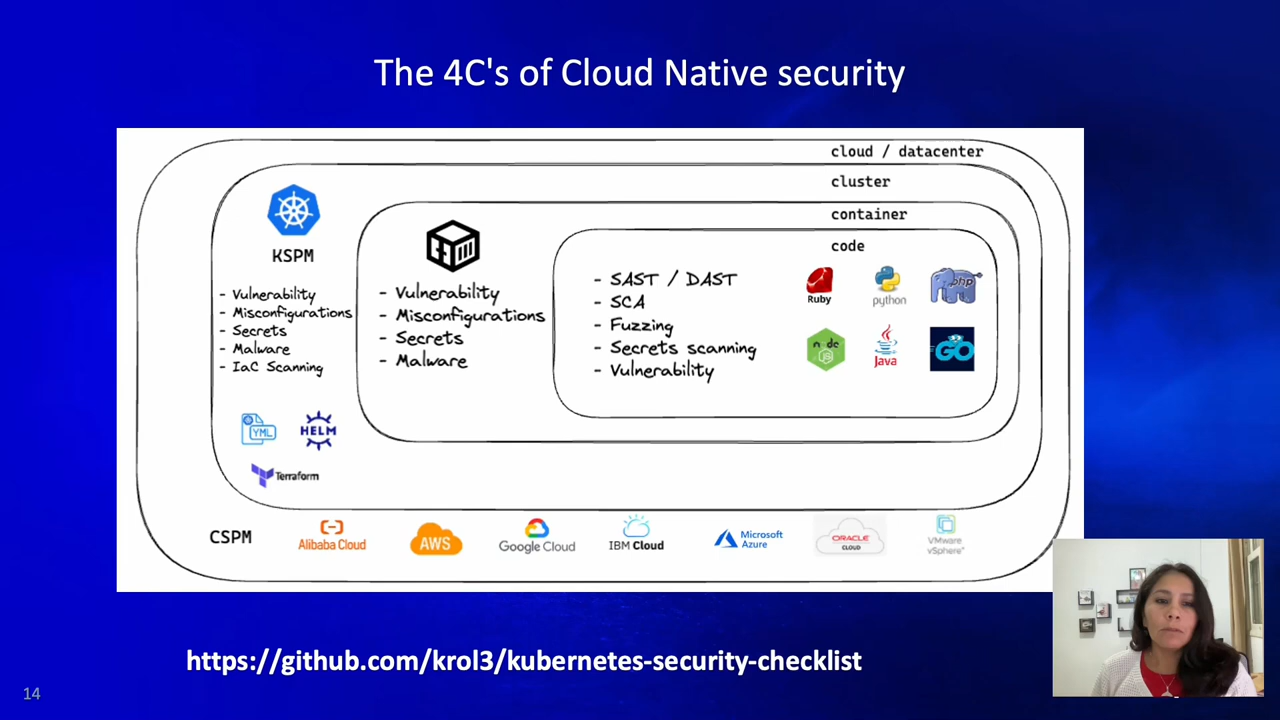 The 4C's of Cloud Native security
cloud / datacenter
cluster
container
code
KSPM
- Vulnerability
- Misconfigurations
- Secrets
- Malware
- IaC Scanning
YML
HELM
Terraform
- Vulnerability
- Misconfigurations
- Secrets
- Malware
- SAST / DAST
- SCA
- Fuzzing
- Secrets scanning
- Vulnerability
Ruby
python
php
node
JS
Java
GO
CSPM
Alibaba Cloud
AWS
Google Cloud
IBM Cloud
Microsoft
Azure
ORACLE
CLOUD
VMware
vSphere®
https://github.com/krol3/kubernetes-security-checklist
14